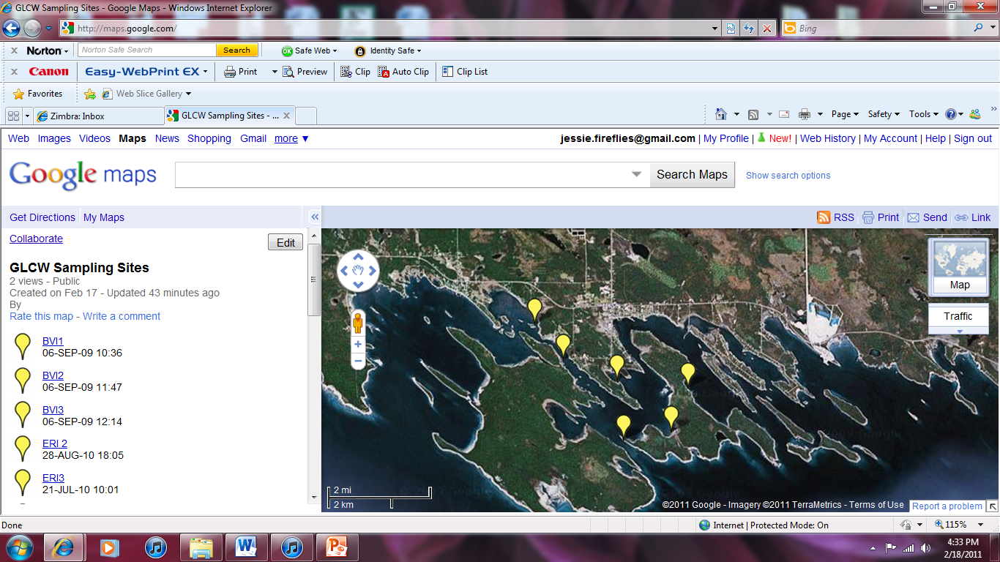 GLCW Sampling Sites - Google Maps - Windows Internet Explorer
http://maps.google.com/
Bing
Norton
Norton Safe Search
Search
OK Safe Web
Identity Safe
Canon
Easy-WebPrint EX
Print
Preview
Clip
Auto Clip
Clip List
Favorites
Web Slice Gallery
Zimbra: Inbox
GLCW Sampling Sites - ...
Page
Safety
Tools
Web Images Videos Maps News Shopping Gmail more ▼
jessie.fireflies@gmail.com | My Profile | New! | Web History | My Account | Help | Sign out
Google maps
Search Maps
Show search options
Get Directions
My Maps
«
RSS
Print
Send
Link
Collaborate
Edit
GLCW Sampling Sites
2 views - Public
Created on Feb 17 - Updated 43 minutes ago
By
Rate this map - Write a comment
BVI1
06-SEP-09 10:36
BVI2
06-SEP-09 11:47
BVI3
06-SEP-09 12:14
ERI 2
28-AUG-10 18:05
ERI3
21-JUL-10 10:01
Map
Traffic
2 mi
2 km
©2011 Google - Imagery ©2011 TerraMetrics - Terms of Use
Report a problem
Done
Internet | Protected Mode: On
115%
4:33 PM
2/18/2011